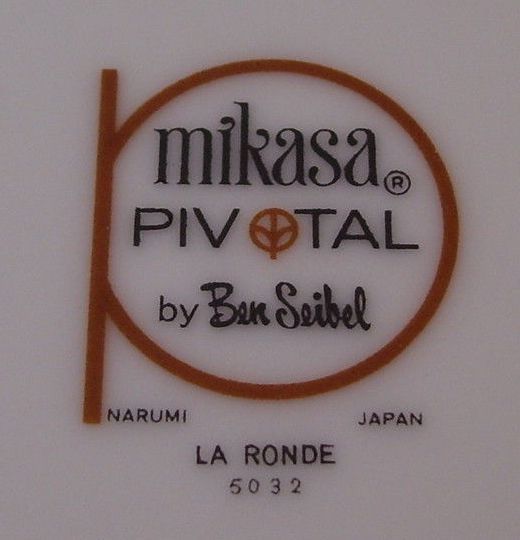 mikasa ®
PIVOTAL
by Ben Seibel
NARUMI JAPAN
LA RONDE
5032